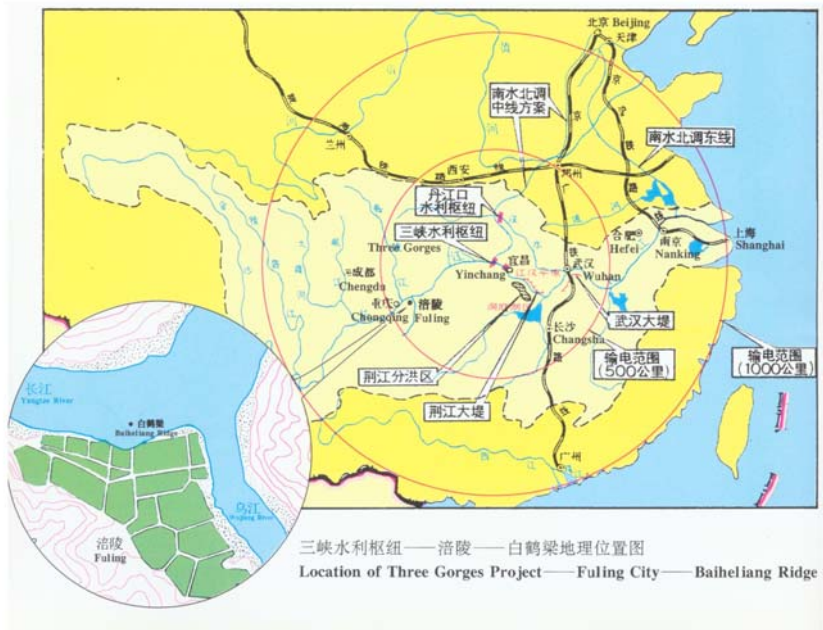 北京 Beijing
天津
南水北调
中线方案
南水北调东线
兰州
西安
郑州
丹江口
水利枢纽
三峡水利枢纽
Three Gorges
宜昌
Yinchang
武汉
Wuhan
合肥
Hefei
南京
Nanking
上海
Shanghai
成都
Chengdu
重庆
Chongqing
涪陵
Fuling
武汉大堤
长沙
Changsha
荆江分洪区
荆江大堤
输电范围
(500公里)
输电范围
(1000公里)
广州
西
江
长江
Yangtze River
白鹤梁
Baiheliang Ridge
乌江
Wujiang River
涪陵
Fuling
三峡水利枢纽——涪陵——白鹤梁地理位置图
Location of Three Gorges Project——Fuling City——Baiheliang Ridge